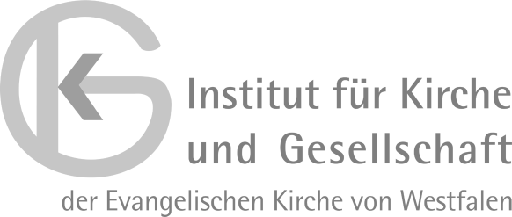 Institut für Kirche
und Gesellschaft
der Evangelischen Kirche von Westfalen